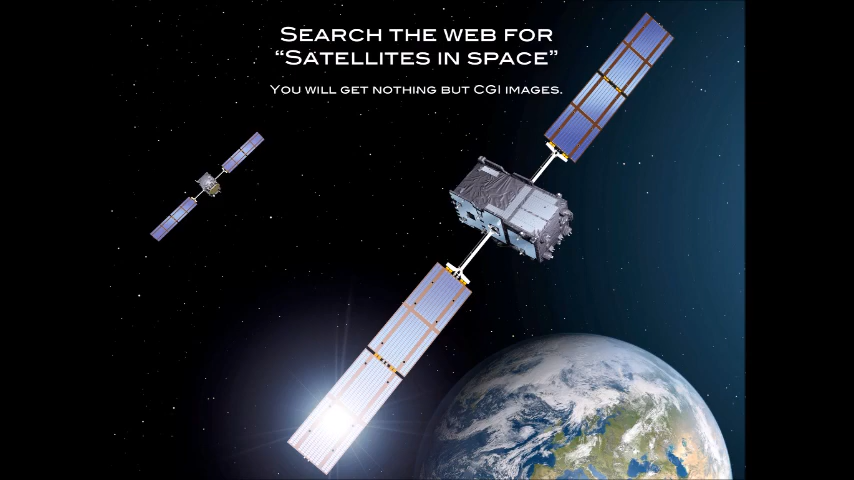 Search the web for
“Satellites in space”
You will get nothing but CGI images.